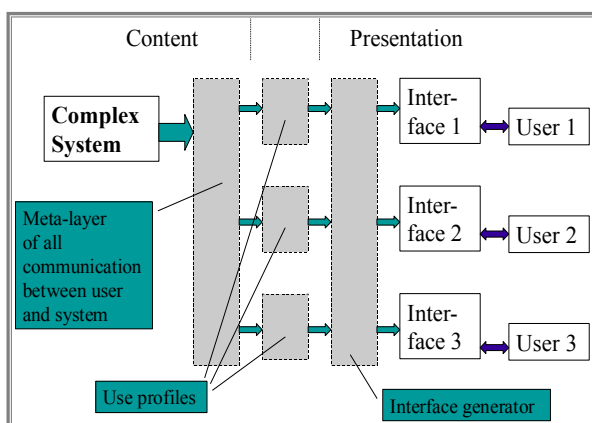 Content
Presentation
Complex
System
Inter-
face 1
User 1
Meta-layer
of all
communication
between user
and system
Inter-
face 2
User 2
Inter-
face 3
User 3
Use profiles
Interface generator